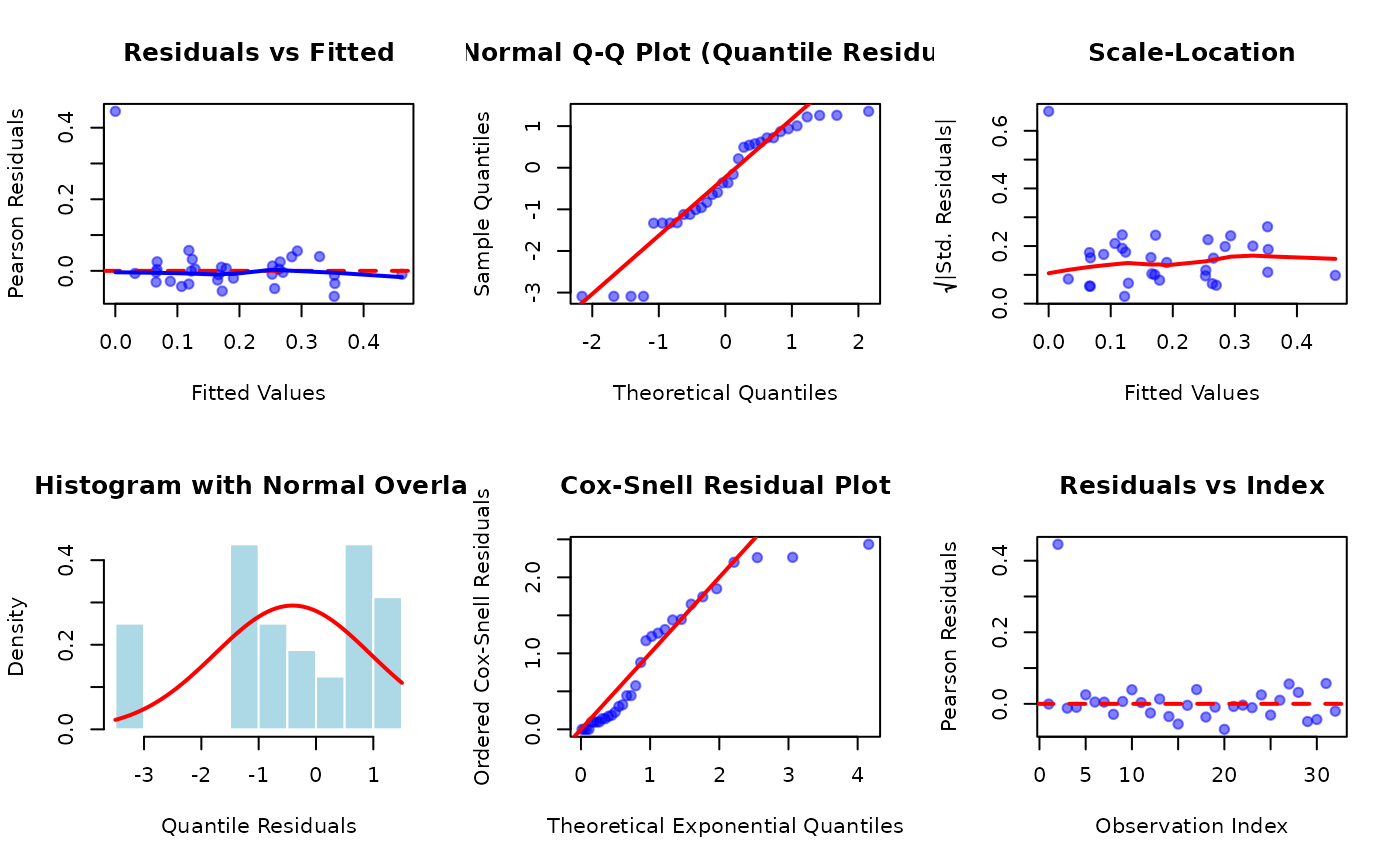 Residuals vs Fitted
Pearson Residuals
0.0 0.2 0.4
0.0 0.1 0.2 0.3 0.4
Fitted Values
Normal Q-Q Plot (Quantile Residu
Sample Quantiles
-3 -2 -1 0 1
-2 -1 0 1 2
Theoretical Quantiles
Scale-Location
√|Std. Residuals|
0.0 0.2 0.4 0.6
0.0 0.1 0.2 0.3 0.4
Fitted Values
Histogram with Normal Overla
Density
0.0 0.2 0.4
-3 -2 -1 0 1
Quantile Residuals
Cox-Snell Residual Plot
Ordered Cox-Snell Residuals
0.0 1.0 2.0
0 1 2 3 4
Theoretical Exponential Quantiles
Residuals vs Index
Pearson Residuals
0.0 0.2 0.4
0 5 10 20 30
Observation Index